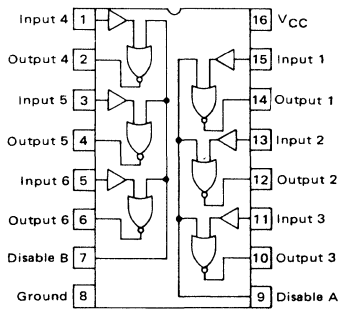 Input 4 1 16 VCC
Output 4 2 15 Input 1
Input 5 3 14 Output 1
Output 5 4 13 Input 2
Input 6 5 12 Output 2
Output 6 6 11 Input 3
Disable B 7 10 Output 3
Ground 8 9 Disable A